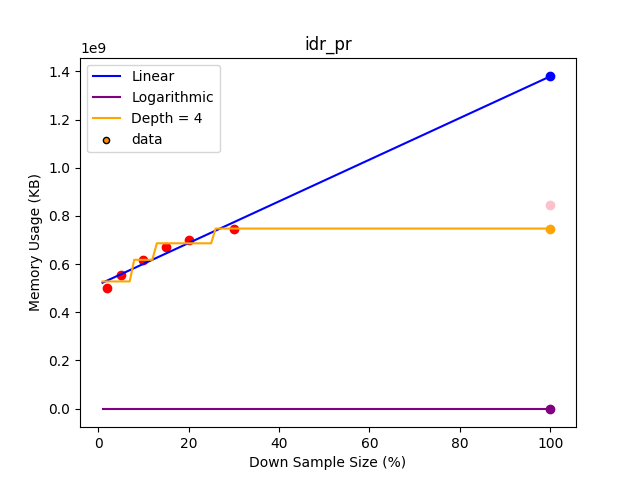 idr_pr
1e9
Linear
Logarithmic
Depth = 4
data
Memory Usage (KB)
1.4
1.2
1.0
0.8
0.6
0.4
0.2
0.0
0 20 40 60 80 100
Down Sample Size (%)